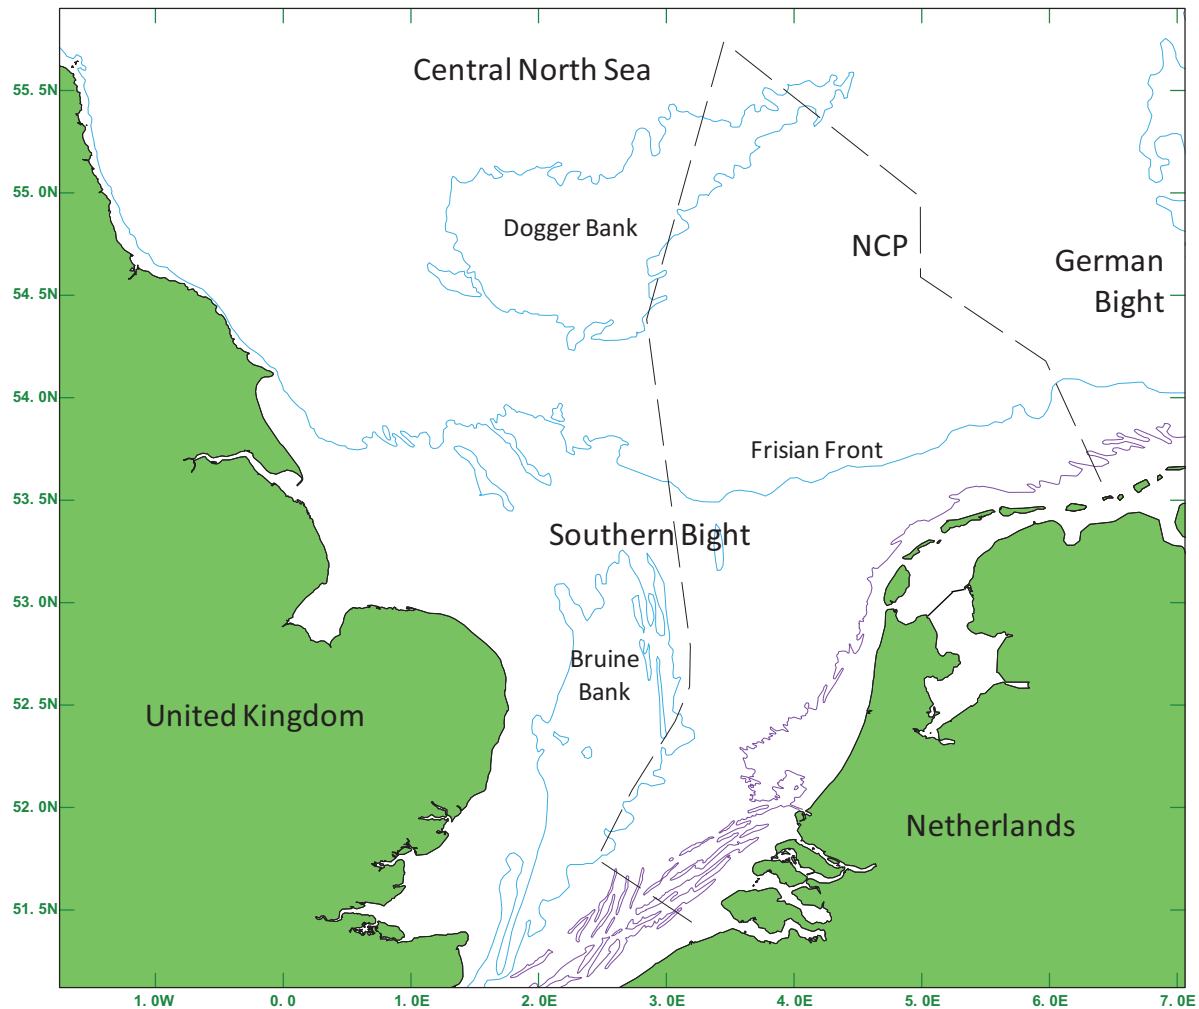 Central North Sea
55. 5N
55. 0N
Dogger Bank
NCP
German
Bight
54. 5N
54. 0N
Frisian Front
53. 5N
Southern Bight
53. 0N
Bruine
Bank
52. 5N
United Kingdom
52. 0N
Netherlands
51. 5N
1. 0W
0. 0
1. 0E
2. 0E
3. 0E
4. 0E
5. 0E
6. 0E
7. 0E